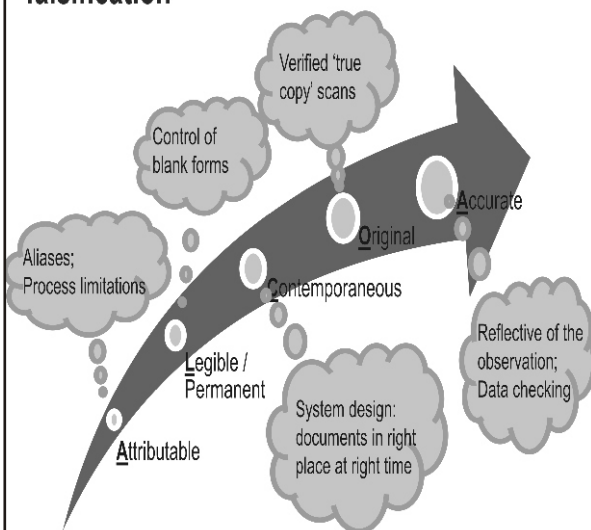 falsification
Verified ‘true
copy’ scans
Control of
blank forms
Aliases;
Process limitations
Accurate
Original
Contemporaneous
Legible /
Permanent
Attributable
Reflective of the
observation;
Data checking
System design:
documents in right
place at right time